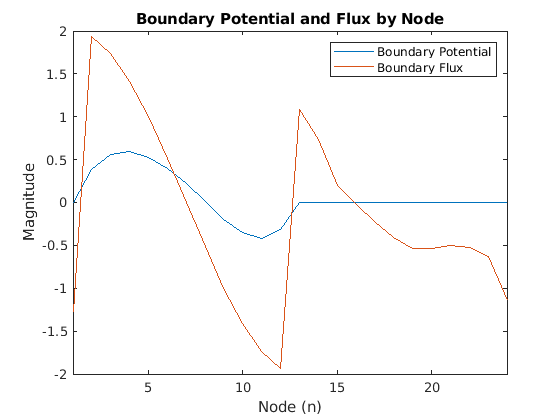 Boundary Potential and Flux by Node
Boundary Potential
Boundary Flux
2
1.5
1
0.5
0
-0.5
-1
-1.5
-2
Magnitude
5 10 15 20
Node (n)